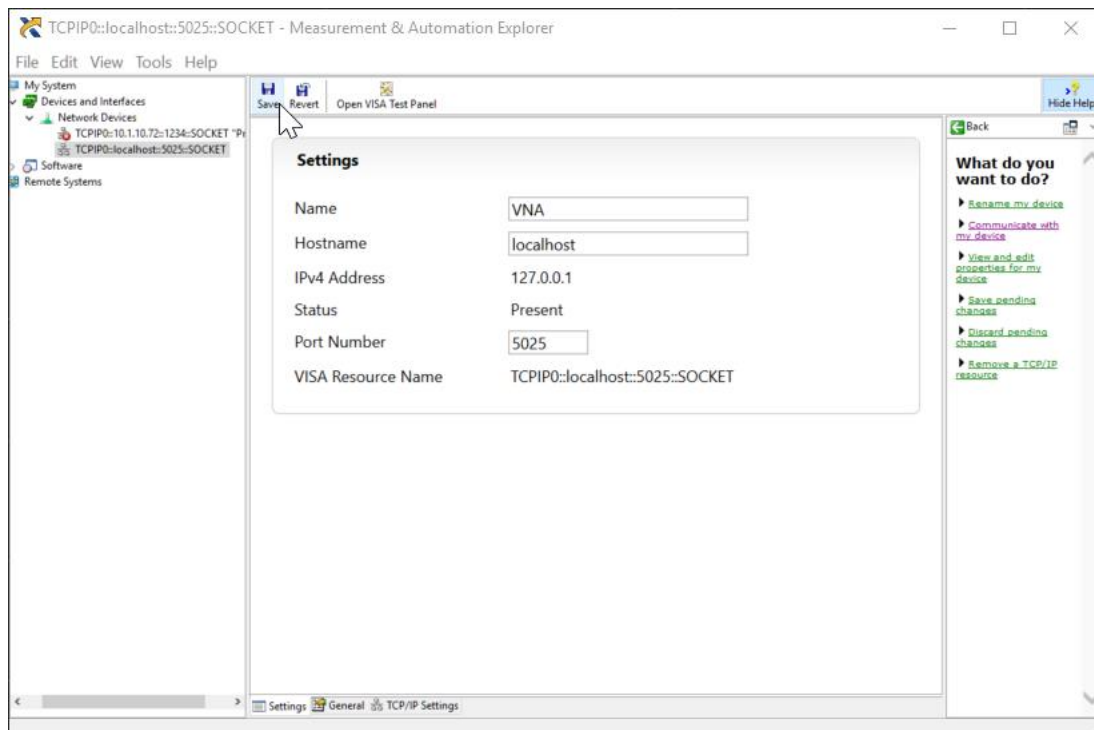 TCPIP0::localhost::5025::SOCKET - Measurement & Automation Explorer
File Edit View Tools Help
My System
Devices and Interfaces
Network Devices
TCPIP0::10.1.10.72::1234::SOCKET "Pr
TCPIP0::localhost::5025::SOCKET
Software
Remote Systems
Save Revert Open VISA Test Panel
Hide Help
Settings
Name VNA
Hostname localhost
IPv4 Address 127.0.0.1
Status Present
Port Number 5025
VISA Resource Name TCPIP0::localhost::5025::SOCKET
Settings General TCP/IP Settings
Back
What do you
want to do?
Rename my device
Communicate with
my device
View and edit
properties for my
device
Save pending
changes
Discard pending
changes
Remove a TCP/IP
resource